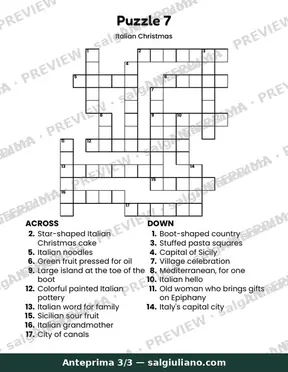 Puzzle 7
Italian Christmas
ACROSS
2. Star-shaped Italian
Christmas cake
5. Italian noodles
6. Green fruit pressed for oil
9. Large island at the toe of the
boot
12. Colorful painted Italian
pottery
13. Italian word for family
15. Sicilian sour fruit
16. Italian grandmother
17. City of canals
DOWN
1. Boot-shaped country
3. Stuffed pasta squares
4. Capital of Sicily
7. Village celebration
8. Mediterranean, for one
10. Italian hello
11. Old woman who brings gifts
on Epiphany
14. Italy's capital city
Anteprima 3/3 — salgiuliano.com